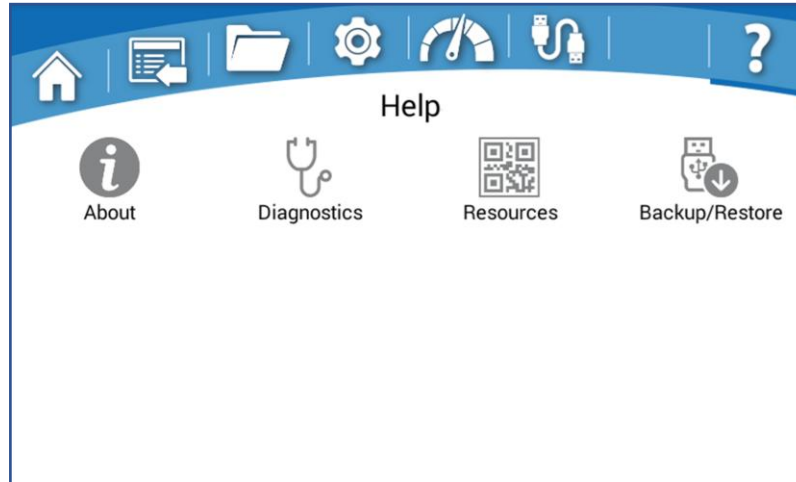 Help
About
Diagnostics
Resources
Backup/Restore